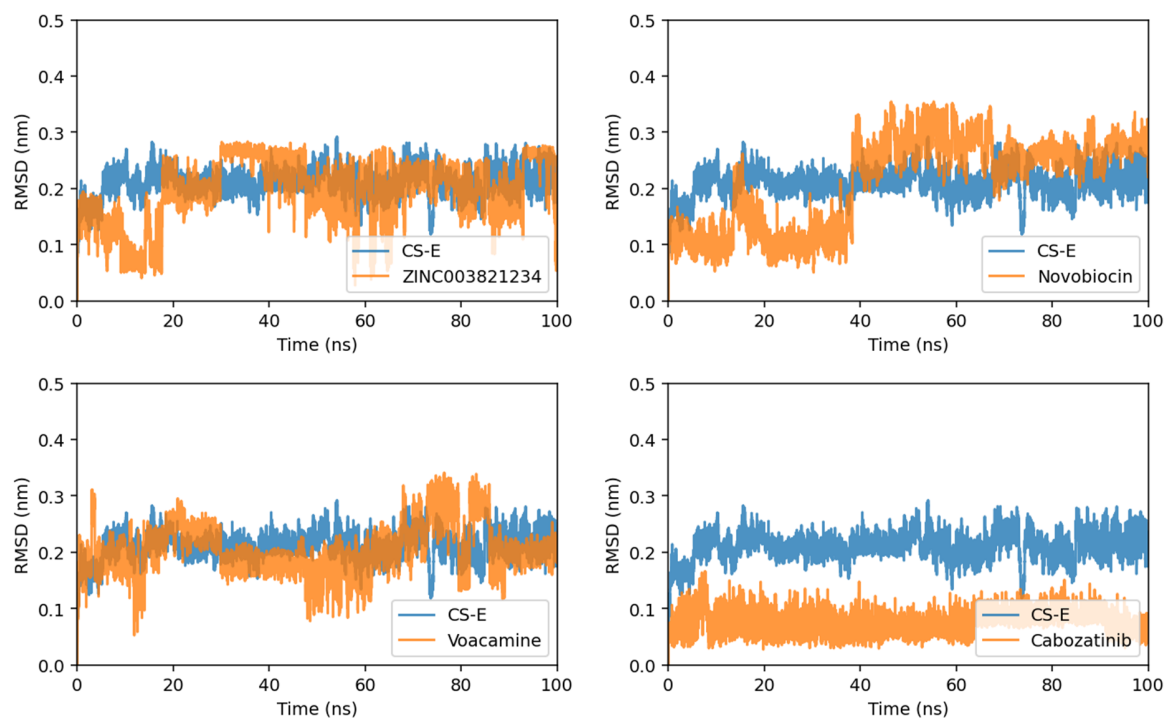 0.5
0.4
0.3
0.2
0.1
0.0
RMSD (nm)
CS-E
ZINC003821234
0 20 40 60 80 100
Time (ns)
0.5
0.4
0.3
0.2
0.1
0.0
RMSD (nm)
CS-E
Novobiocin
0 20 40 60 80 100
Time (ns)
0.5
0.4
0.3
0.2
0.1
0.0
RMSD (nm)
CS-E
Voacamine
0 20 40 60 80 100
Time (ns)
0.5
0.4
0.3
0.2
0.1
0.0
RMSD (nm)
CS-E
Cabozatinib
0 20 40 60 80 100
Time (ns)